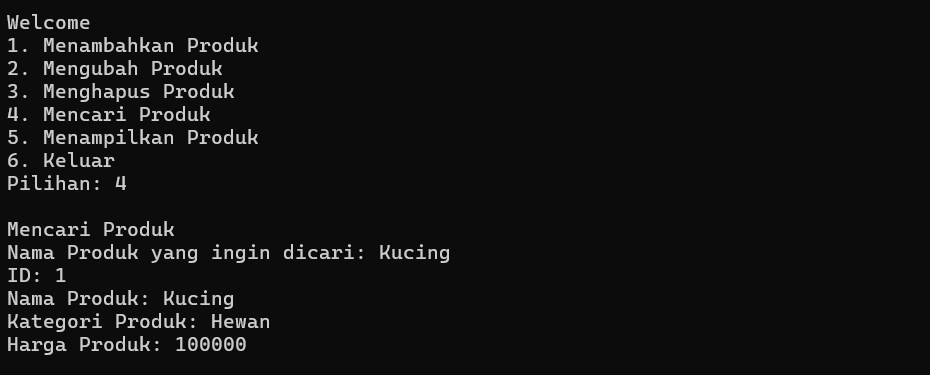 Welcome
1. Menambahkan Produk
2. Mengubah Produk
3. Menghapus Produk
4. Mencari Produk
5. Menampilkan Produk
6. Keluar
Pilihan: 4
Mencari Produk
Nama Produk yang ingin dicari: Kucing
ID: 1
Nama Produk: Kucing
Kategori Produk: Hewan
Harga Produk: 100000